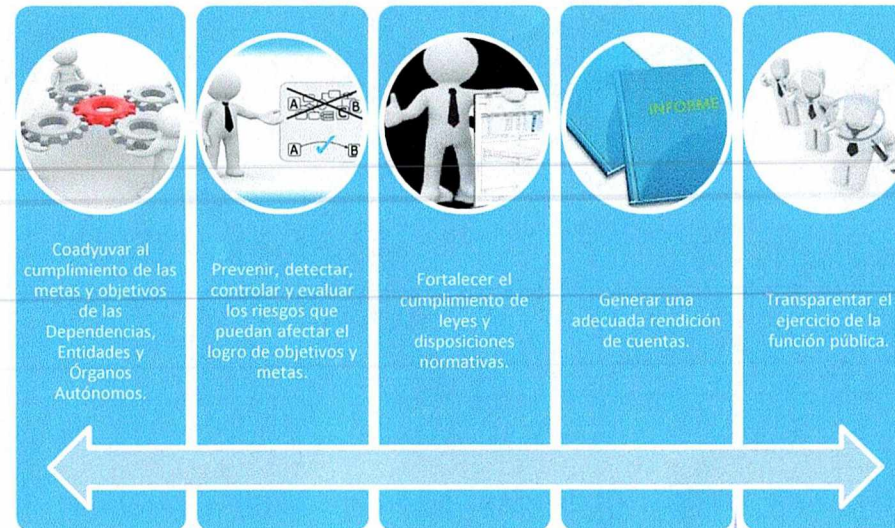 A
B
C
A
B
INFORME
Coadyuvar al
cumplimiento de las
metas y objetivos
de las
Dependencias,
Entidades y
Órganos
Autónomos.
Prevenir, detectar,
controlar y evaluar
los riesgos que
puedan afectar el
logro de objetivos y
metas.
Fortalecer el
cumplimiento de
leyes y
disposiciones
normativas.
Generar una
adecuada rendición
de cuentas.
Transparentar el
ejercicio de la
función pública.